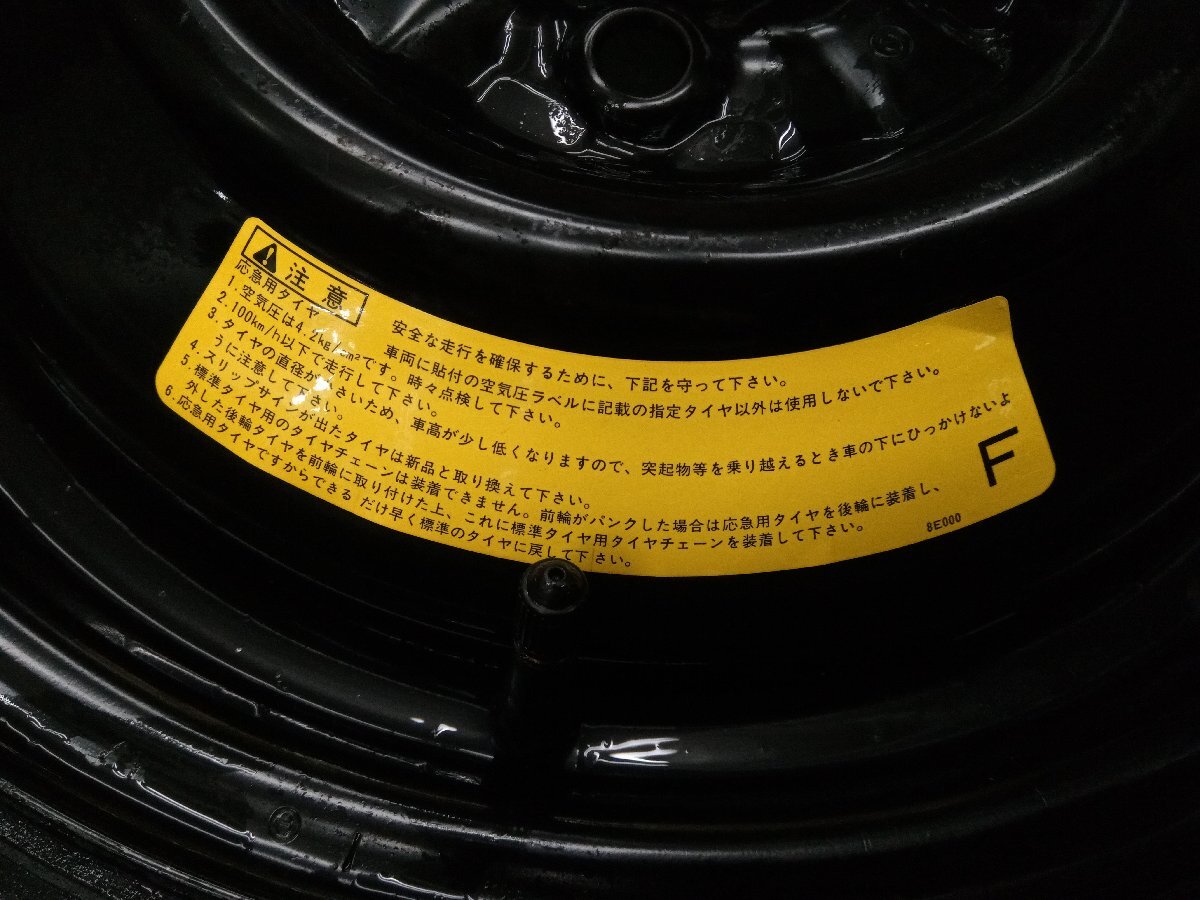 注意
安全な走行を確保するために、下記を守って下さい。
応急用タイヤ
車両に貼付の空気圧ラベルに記載の指定タイヤ以外は使用しないで下さい。
1.空気圧は4.2kg/cm²です。時々点検して下さい。
2.100km/h以下で走行して下さい。
3.タイヤの直径が小さいため、車高が少し低くなりますので、突起物等を乗り越えるとき車の下にひっかけないよ
うに注意して下さい。
4.スリップサインが出たタイヤは新品と取り換えて下さい。
5.標準タイヤ用のタイヤチェーンは装着できません。前輪がパンクした場合は応急用タイヤを後輪に装着し、
外した後輪タイヤを前輪に取り付けた上、これに標準タイヤ用タイヤチェーンを装着して下さい。
6.応急用タイヤですからできる だけ早く標準のタイヤに戻して下さい。
F
8E000